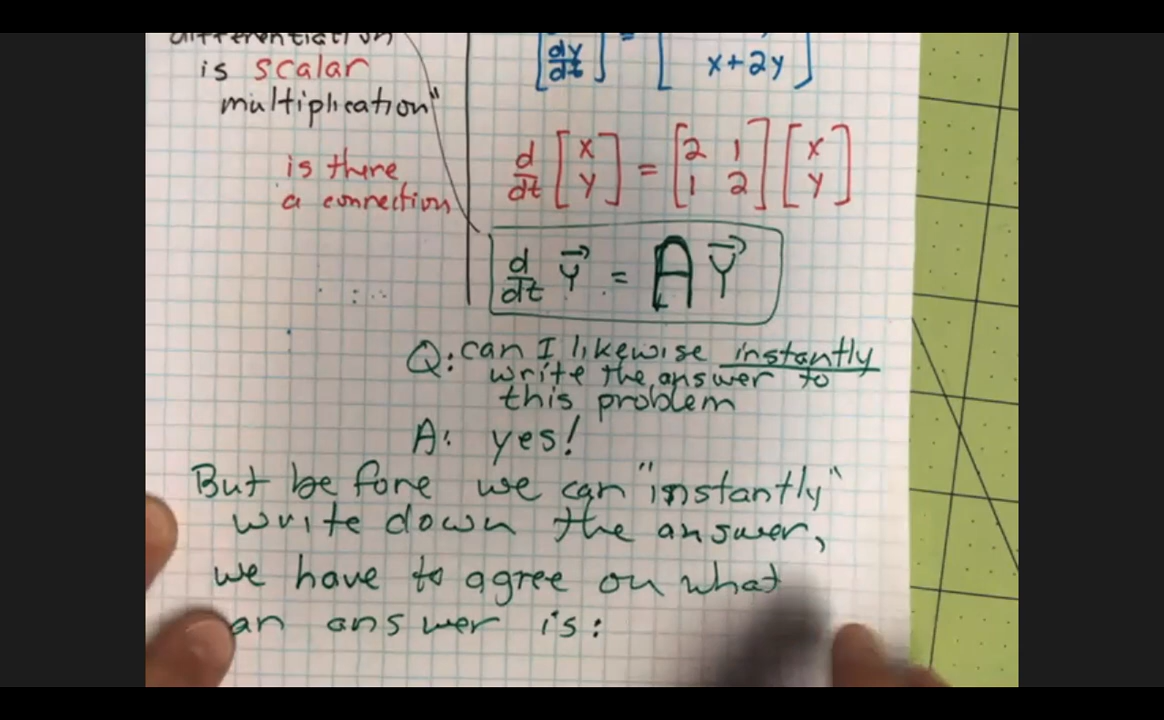 differentiation
is scalar
multiplication"
is there
a connection
[dy/dt] = [x+2y]
d/dt [x y] = [2 1 1 2] [x y]
d/dt Y⃗ = A Y⃗
Q: can I likewise instantly
write the answer to
this problem
A: yes!
But before we can "instantly"
write down the answer,
we have to agree on what
an answer is: